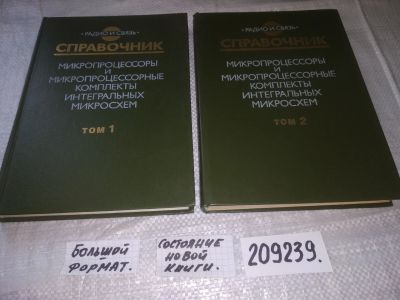 «РАДИО И СВЯЗЬ»
СПРАВОЧНИК
МИКРОПРОЦЕССОРЫ
И
МИКРОПРОЦЕССОРНЫЕ
КОМПЛЕКТЫ
ИНТЕГРАЛЬНЫХ
МИКРОСХЕМ
ТОМ 1
«РАДИО И СВЯЗЬ»
СПРАВОЧНИК
МИКРОПРОЦЕССОРЫ
И
МИКРОПРОЦЕССОРНЫЕ
КОМПЛЕКТЫ
ИНТЕГРАЛЬНЫХ
МИКРОСХЕМ
ТОМ 2
БОЛЬШОЙ
ФОРМАТ.
СОСТОЯНИЕ
НОВОЙ
КНИГИ.
209239.